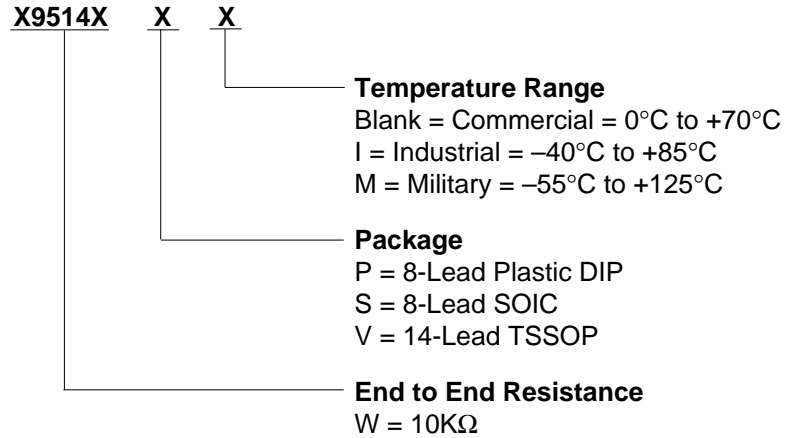 X9514X X X
Temperature Range
Blank = Commercial = 0°C to +70°C
I = Industrial = –40°C to +85°C
M = Military = –55°C to +125°C
Package
P = 8-Lead Plastic DIP
S = 8-Lead SOIC
V = 14-Lead TSSOP
End to End Resistance
W = 10KΩ